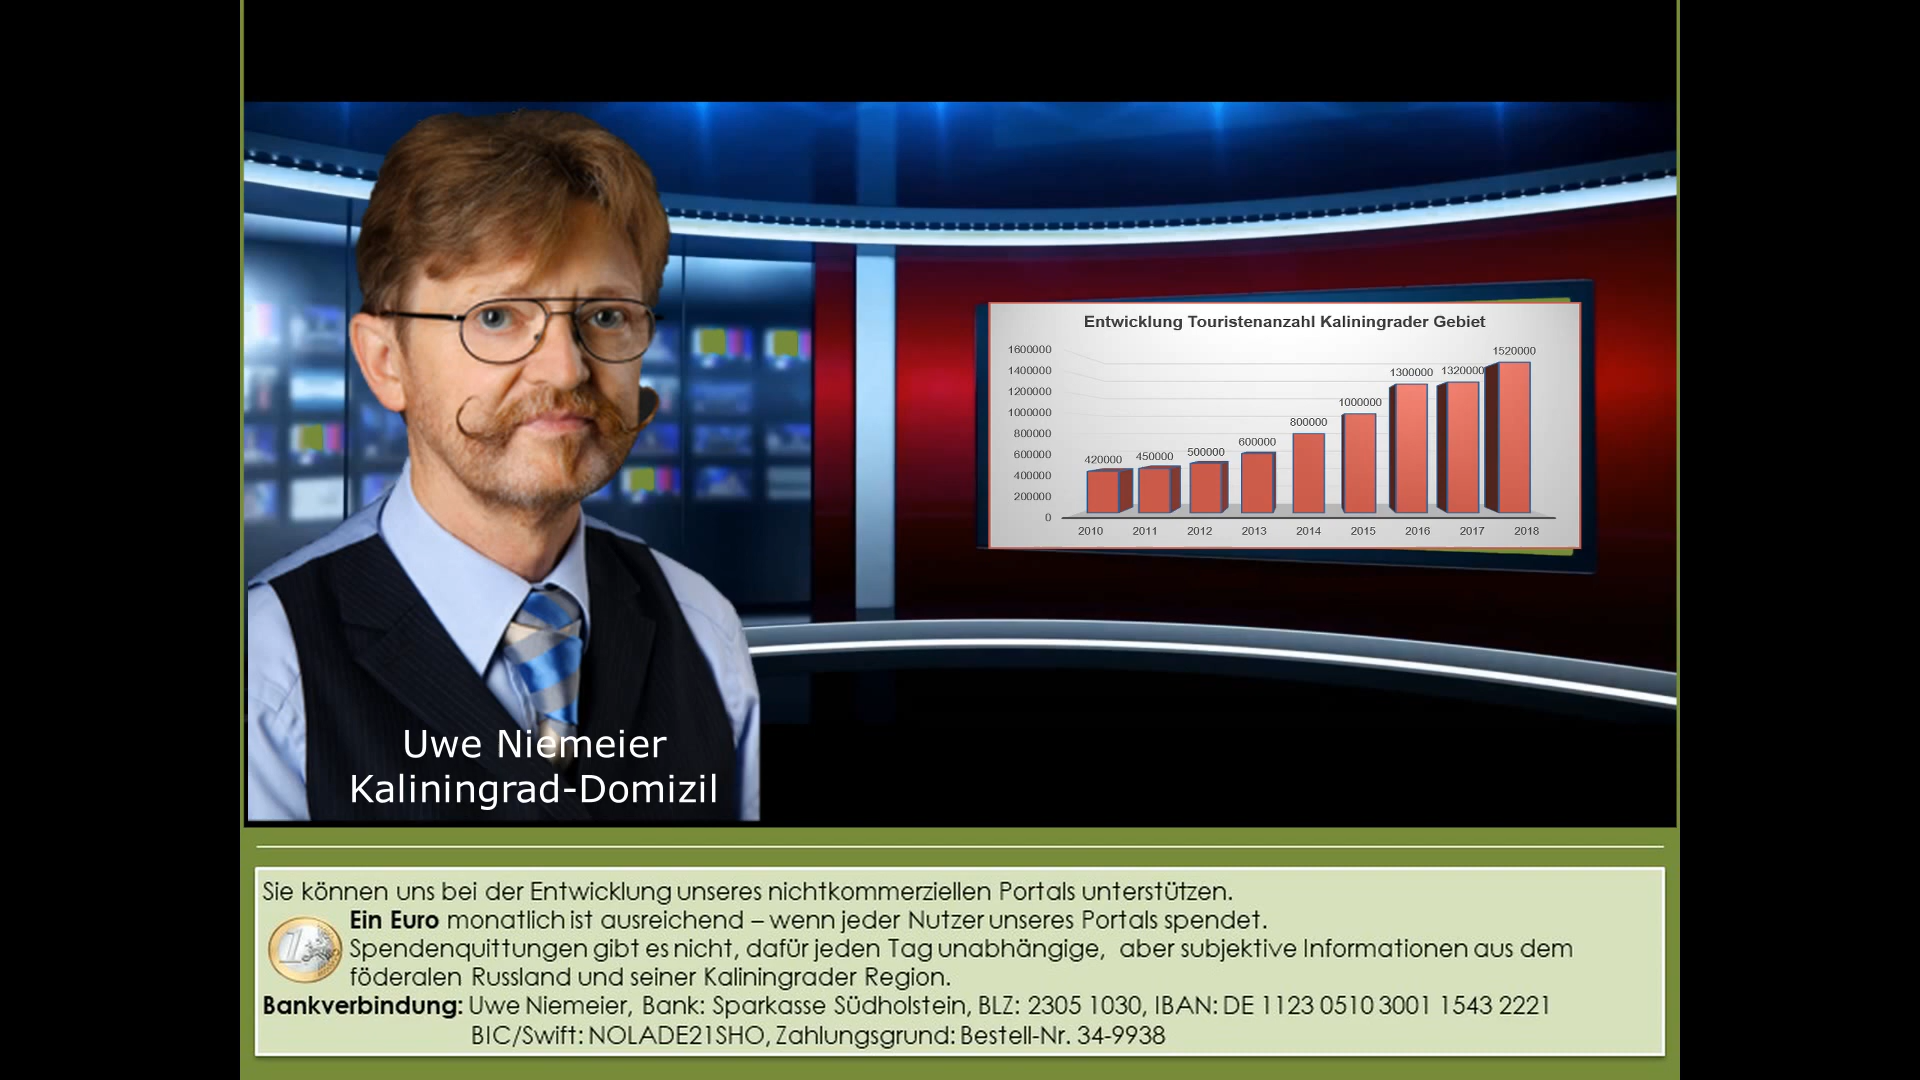 Entwicklung Touristenanzahl Kaliningrader Gebiet
1600000
1400000
1200000
1000000
800000
600000
400000
200000
0
420000
450000
500000
600000
800000
1000000
1300000
1320000
1520000
2010 2011 2012 2013 2014 2015 2016 2017 2018
Uwe Niemeier
Kaliningrad-Domizil
Sie können uns bei der Entwicklung unseres nichtkommerziellen Portals unterstützen.
Ein Euro monatlich ist ausreichend – wenn jeder Nutzer unseres Portals spendet.
Spendenquittungen gibt es nicht, dafür jeden Tag unabhängige, aber subjektive Informationen aus dem
föderalen Russland und seiner Kaliningrader Region.
Bankverbindung: Uwe Niemeier, Bank: Sparkasse Südholstein, BLZ: 2305 1030, IBAN: DE 1123 0510 3001 1543 2221
BIC/Swift: NOLADE21SHO, Zahlungsgrund: Bestell-Nr. 34-9938